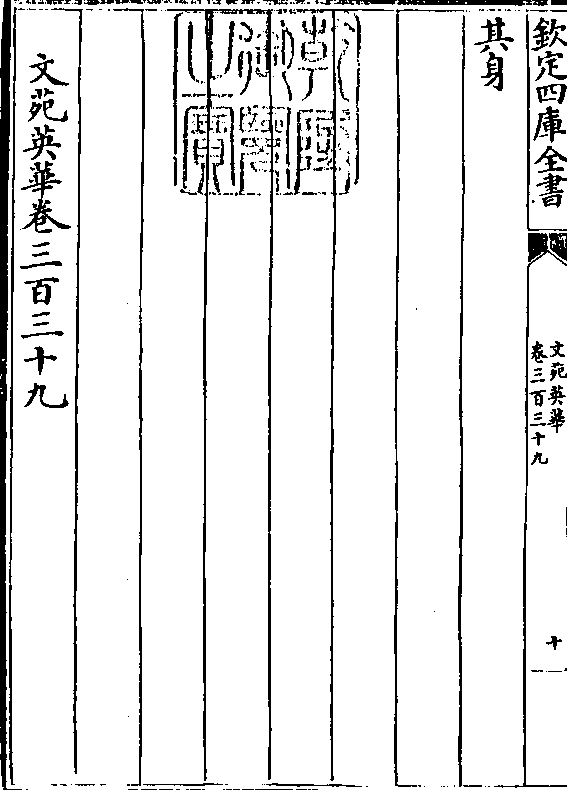 欽定四庫全書
文苑英華
卷三百三十九
十
其身
乾隆御覽之寶
文苑英華卷三百三十九